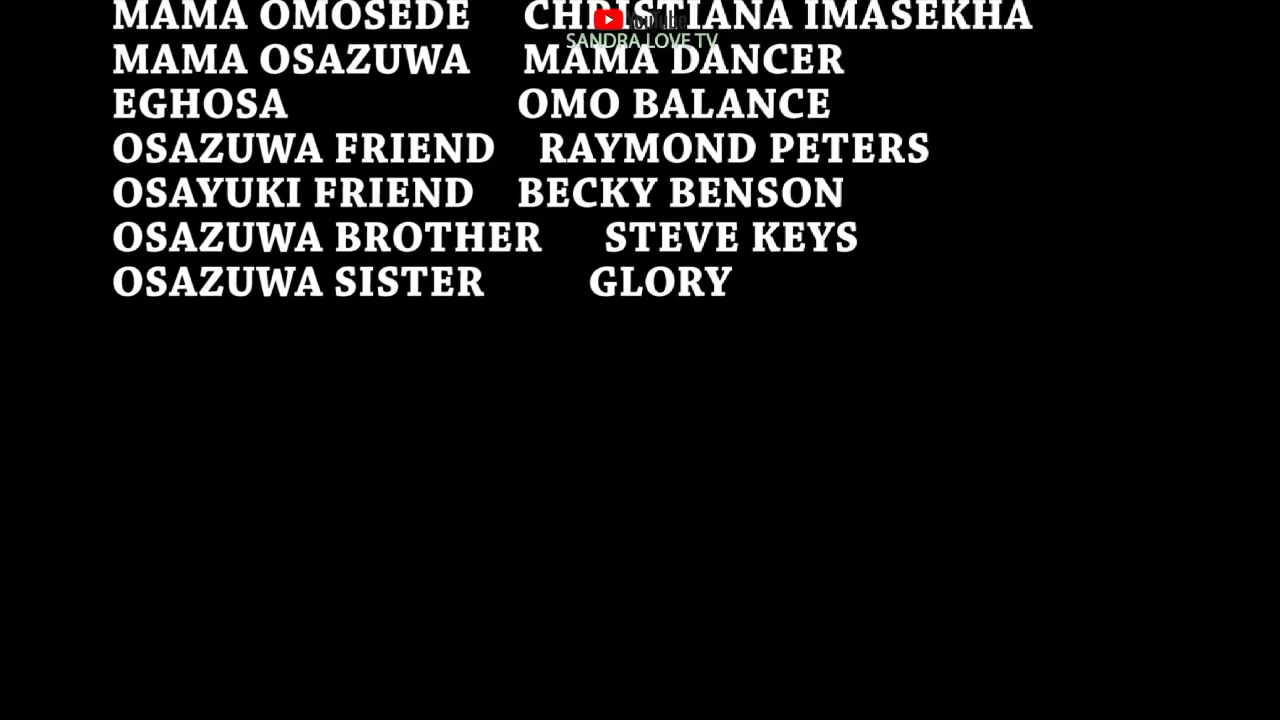 MAMA OMOSEDE CHRISTIANA IMASEKHA
YouTube
SANDRA LOVE TV
MAMA OSAZUWA MAMA DANCER
EGHOSA OMO BALANCE
OSAZUWA FRIEND RAYMOND PETERS
OSAYUKI FRIEND BECKY BENSON
OSAZUWA BROTHER STEVE KEYS
OSAZUWA SISTER GLORY